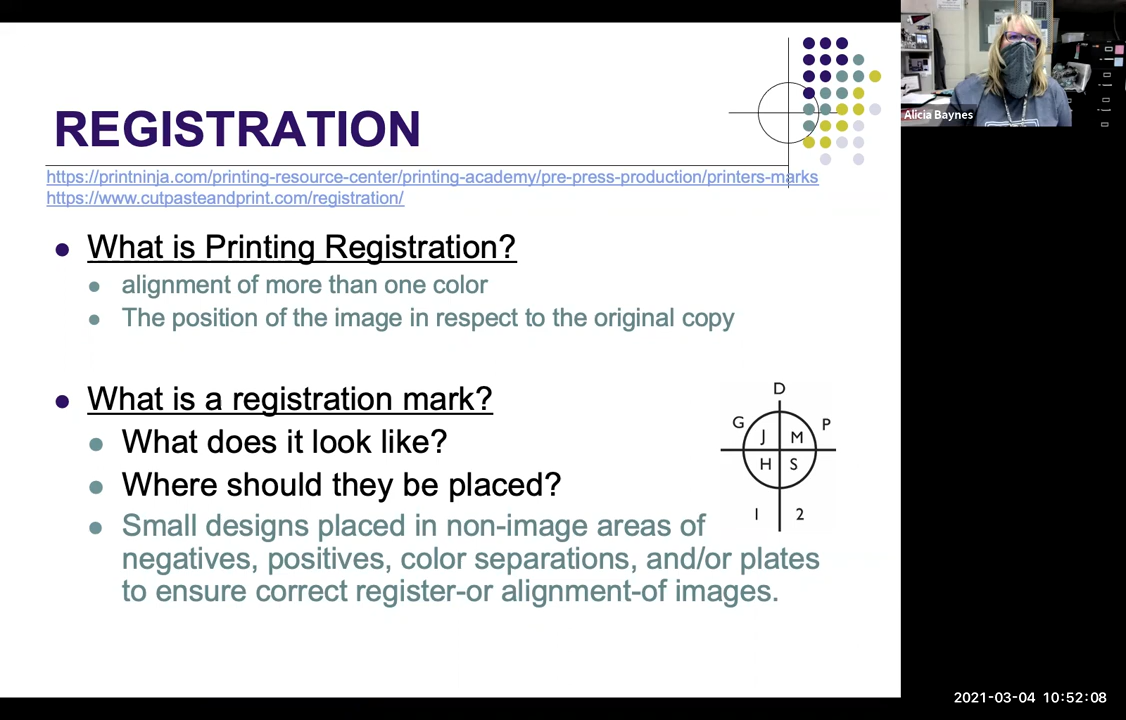 REGISTRATION
https://printninja.com/printing-resource-center/printing-academy/pre-press-production/printers-marks
https://www.cutpasteandprint.com/registration/
What is Printing Registration?
alignment of more than one color
The position of the image in respect to the original copy
What is a registration mark?
What does it look like?
Where should they be placed?
Small designs placed in non-image areas of
negatives, positives, color separations, and/or plates
to ensure correct register-or alignment-of images.
D
G P
J M
H S
1 2
Alicia Baynes
2021-03-04 10:52:08